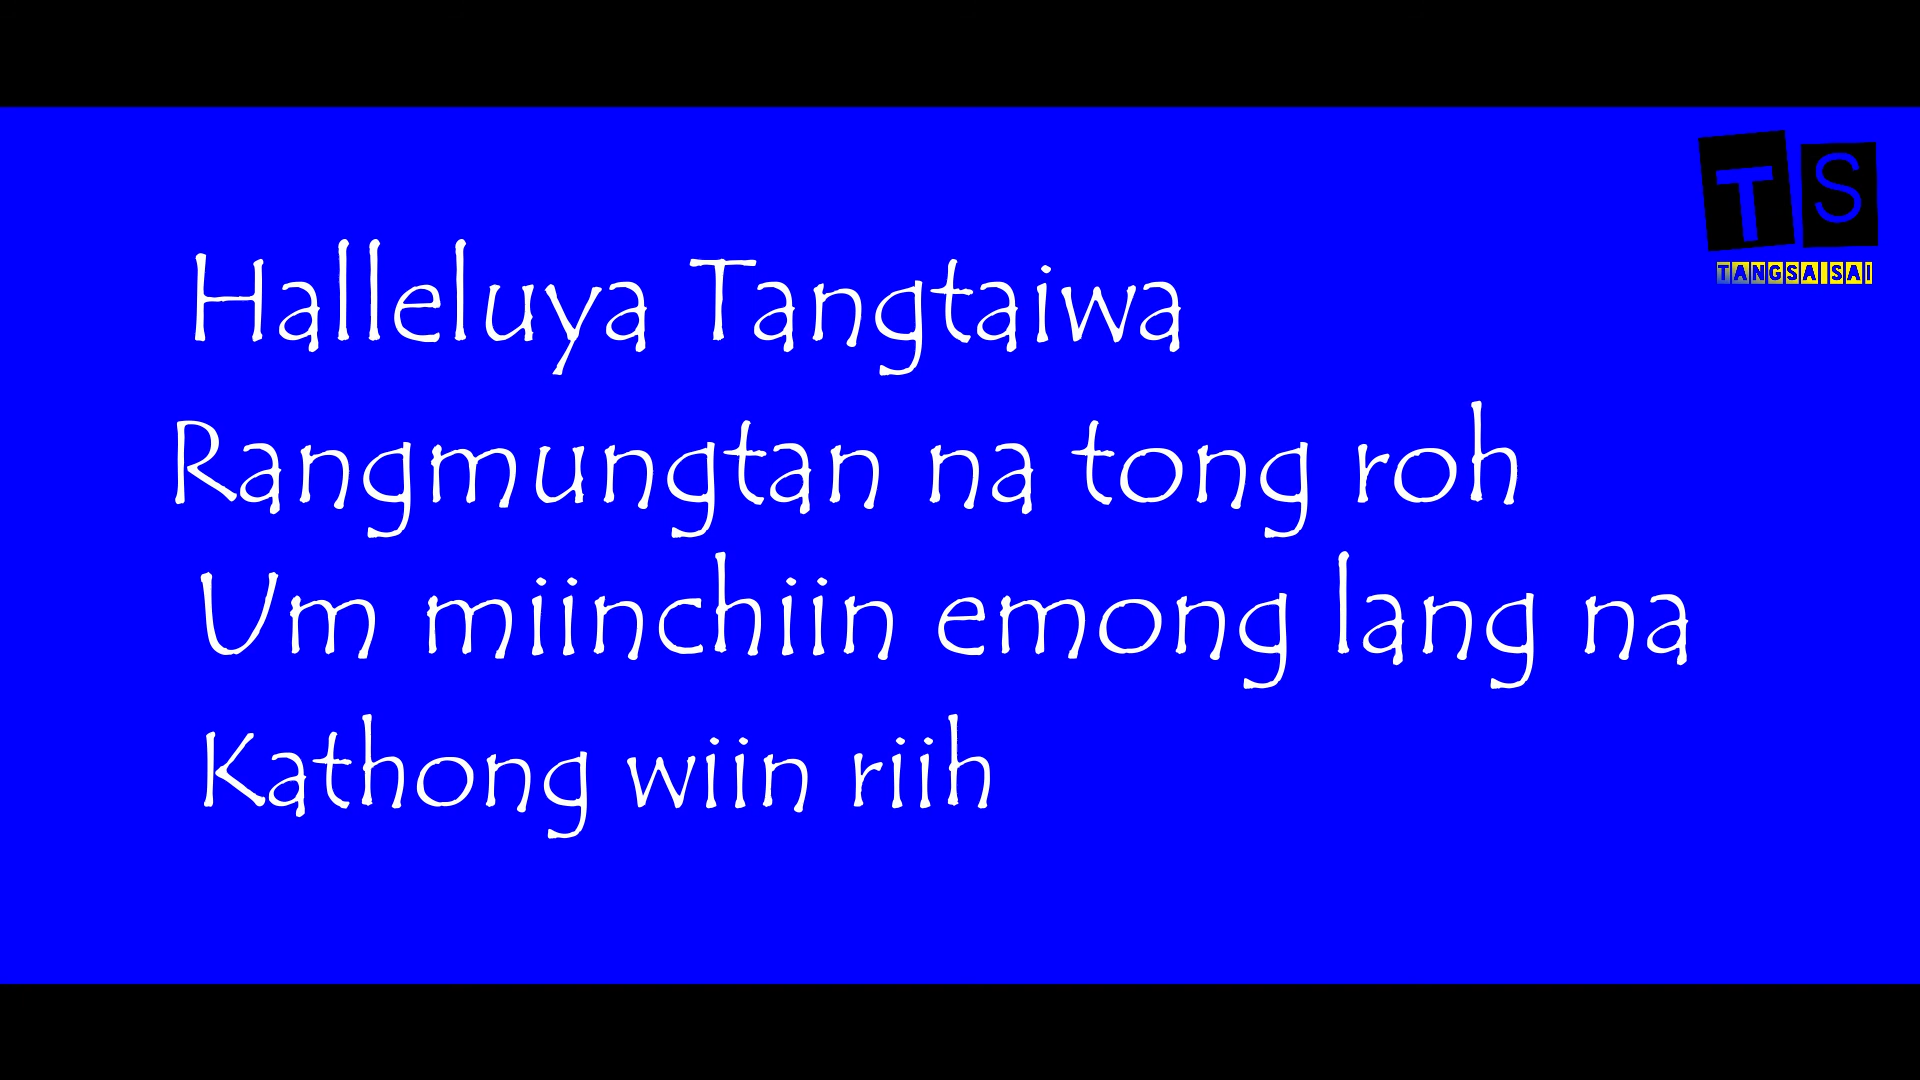 TS
TANGSA SAI
Halleluya Tangtaiwa
Rangmungtan na tong roh
Um miinchiin emong lang na
Kathong wiin riih